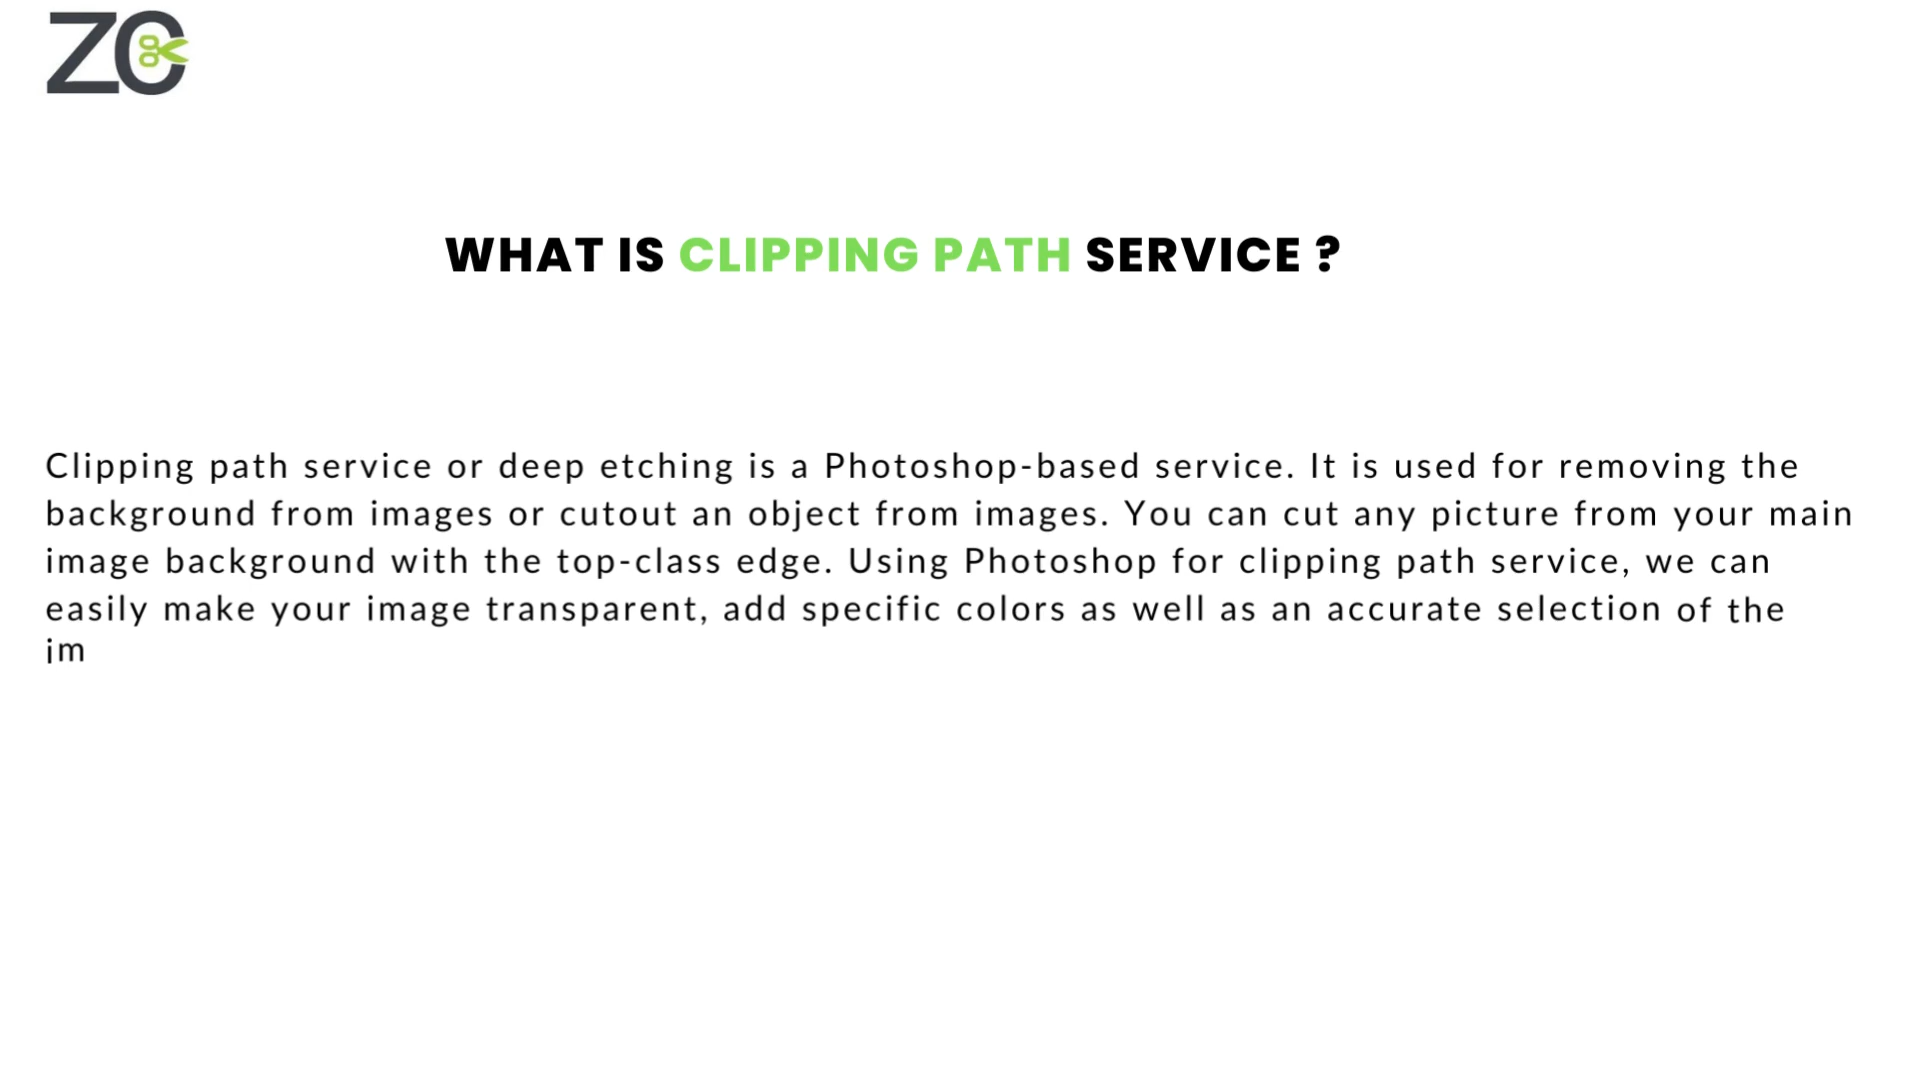 ZC
WHAT IS CLIPPING PATH SERVICE ?
Clipping path service or deep etching is a Photoshop-based service. It is used for removing the
background from images or cutout an object from images. You can cut any picture from your main
image background with the top-class edge. Using Photoshop for clipping path service, we can
easily make your image transparent, add specific colors as well as an accurate selection of the
im